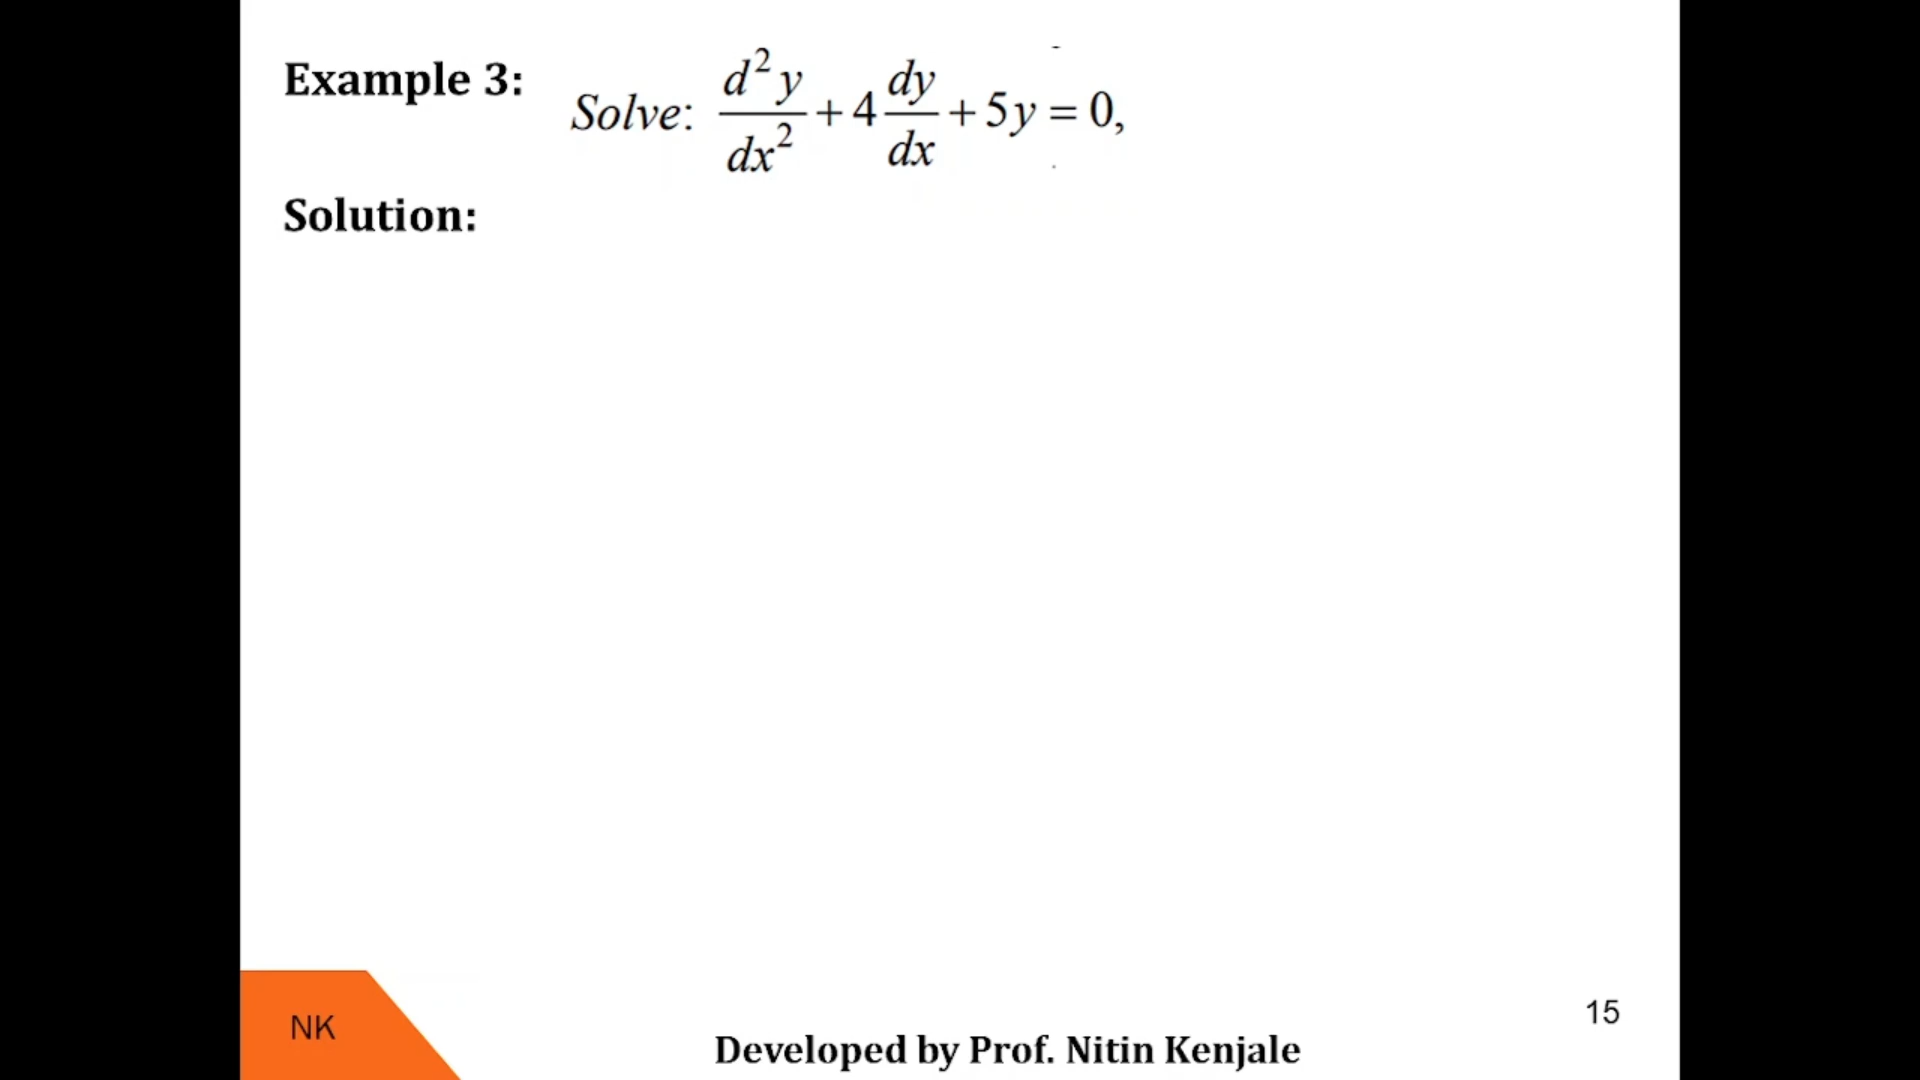 Example 3:
Solve: d²y/dx² + 4 dy/dx + 5y = 0,
Solution:
NK
15
Developed by Prof. Nitin Kenjale